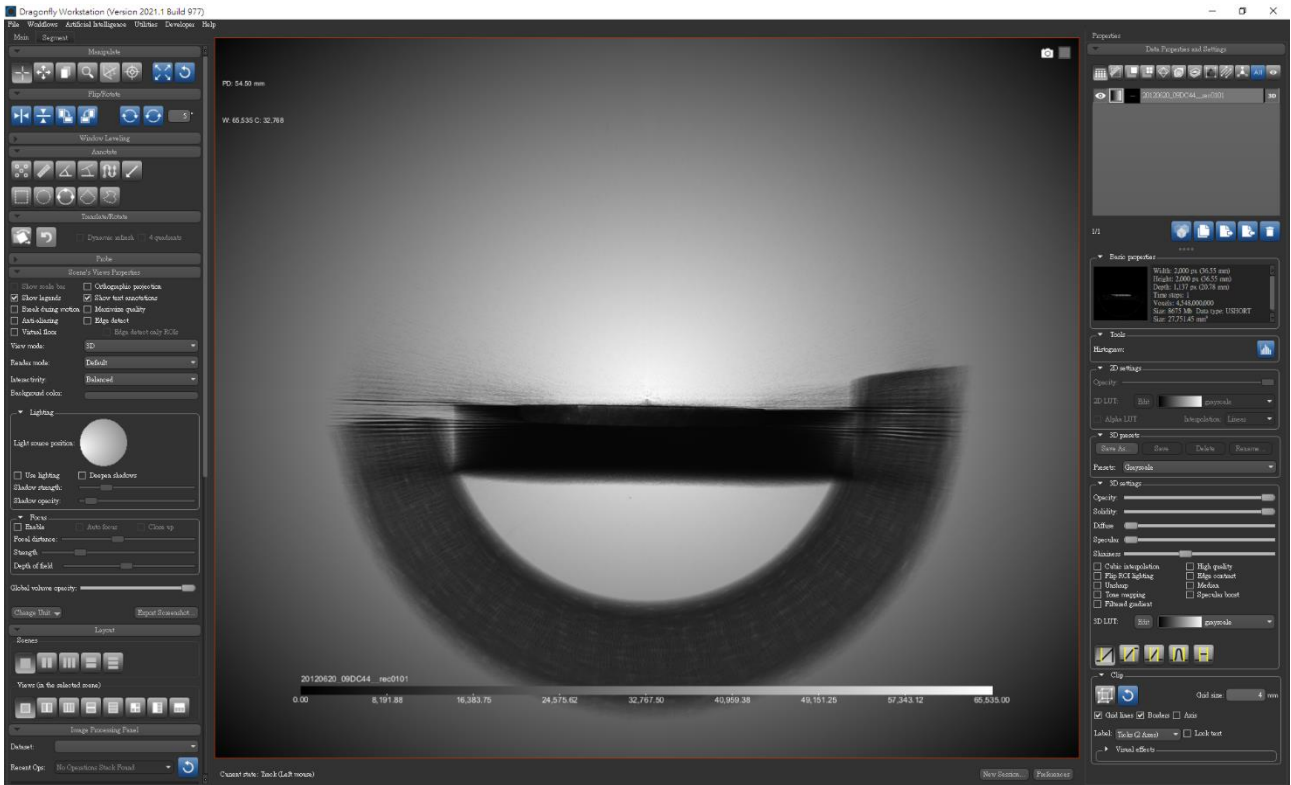 Dragonfly Workstation (Version 2021.1 Build 977)
File Workflows Artificial Intelligence Utilities Developer Help
Main Segment
Manipulate
Flip/Rotate
5 °
Window Leveling
Annotate
Translate/Rotate
Dynamic refresh 4 quadrants
Probe
Scene's Views Properties
Show scale bar Orthographic projection
Show legends Show text annotations
Break during motion Maximize quality
Anti-aliasing Edge detect
Virtual floor Edge detect only ROIs
View mode: 3D
Render mode: Default
Interactivity: Balanced
Background color:
Lighting
Light source position:
Use lighting Deepen shadows
Shadow strength:
Shadow opacity:
Focus
Enable Auto focus Close up
Focal distance:
Strength
Depth of field
Global volume opacity:
Change Unit Export Screenshot...
Layout
Scenes
Views (in the selected scene)
Image Processing Panel
Dataset:
Recent Ops: No Operations Stack Found
PD: 54.50 mm
W: 65,535 C: 32,768
20120620_09DC44__rec0101
0.00 8,191.88 16,383.75 24,575.62 32,767.50 40,959.38 49,151.25 57,343.12 65,535.00
Current state: Track (Left mouse)
New Session... Preferences
Properties
Data Properties and Settings
All
20120620_09DC44__rec0101 3D
1/1
Basic properties
Width: 2,000 px (36.55 mm)
Height: 2,000 px (36.55 mm)
Depth: 1,137 px (20.78 mm)
Time steps: 1
Voxels: 4,548,000,000
Size: 8675 Mb Data type: USHORT
Size: 27,751.45 mm³
Tools
Histogram:
2D settings
Opacity:
2D LUT: Edit grayscale
Alpha LUT Interpolation: Linear
3D presets
Save As... Save Delete Rename...
Presets: Grayscale
3D settings
Opacity:
Solidity:
Diffuse
Specular
Shininess
Cubic interpolation High quality
Flip ROI lighting Edge contrast
Unsharp Median
Tone mapping Specular boost
Filtered gradient
3D LUT: Edit grayscale
Clip
Grid size: 4 mm
Grid lines Borders Axis
Label: Ticks (2 Axes) Lock text
Visual effects